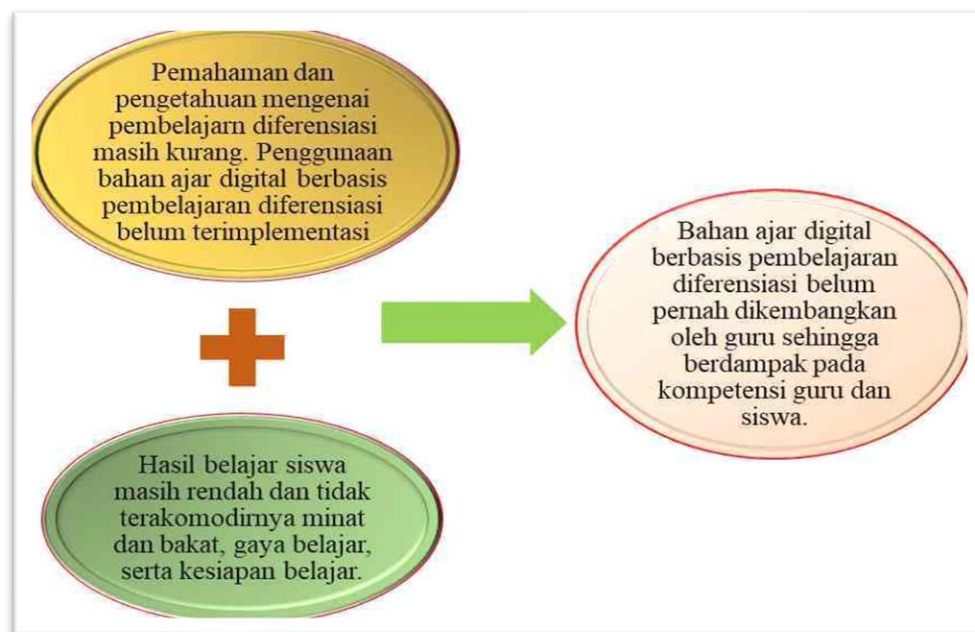 Pemahaman dan
pengetahuan mengenai
pembelajarn diferensiasi
masih kurang. Penggunaan
bahan ajar digital berbasis
pembelajaran diferensiasi
belum terimplementasi
Hasil belajar siswa
masih rendah dan tidak
terakomodirnya minat
dan bakat, gaya belajar,
serta kesiapan belajar.
Bahan ajar digital
berbasis pembelajaran
diferensiasi belum
pernah dikembangkan
oleh guru sehingga
berdampak pada
kompetensi guru dan
siswa.